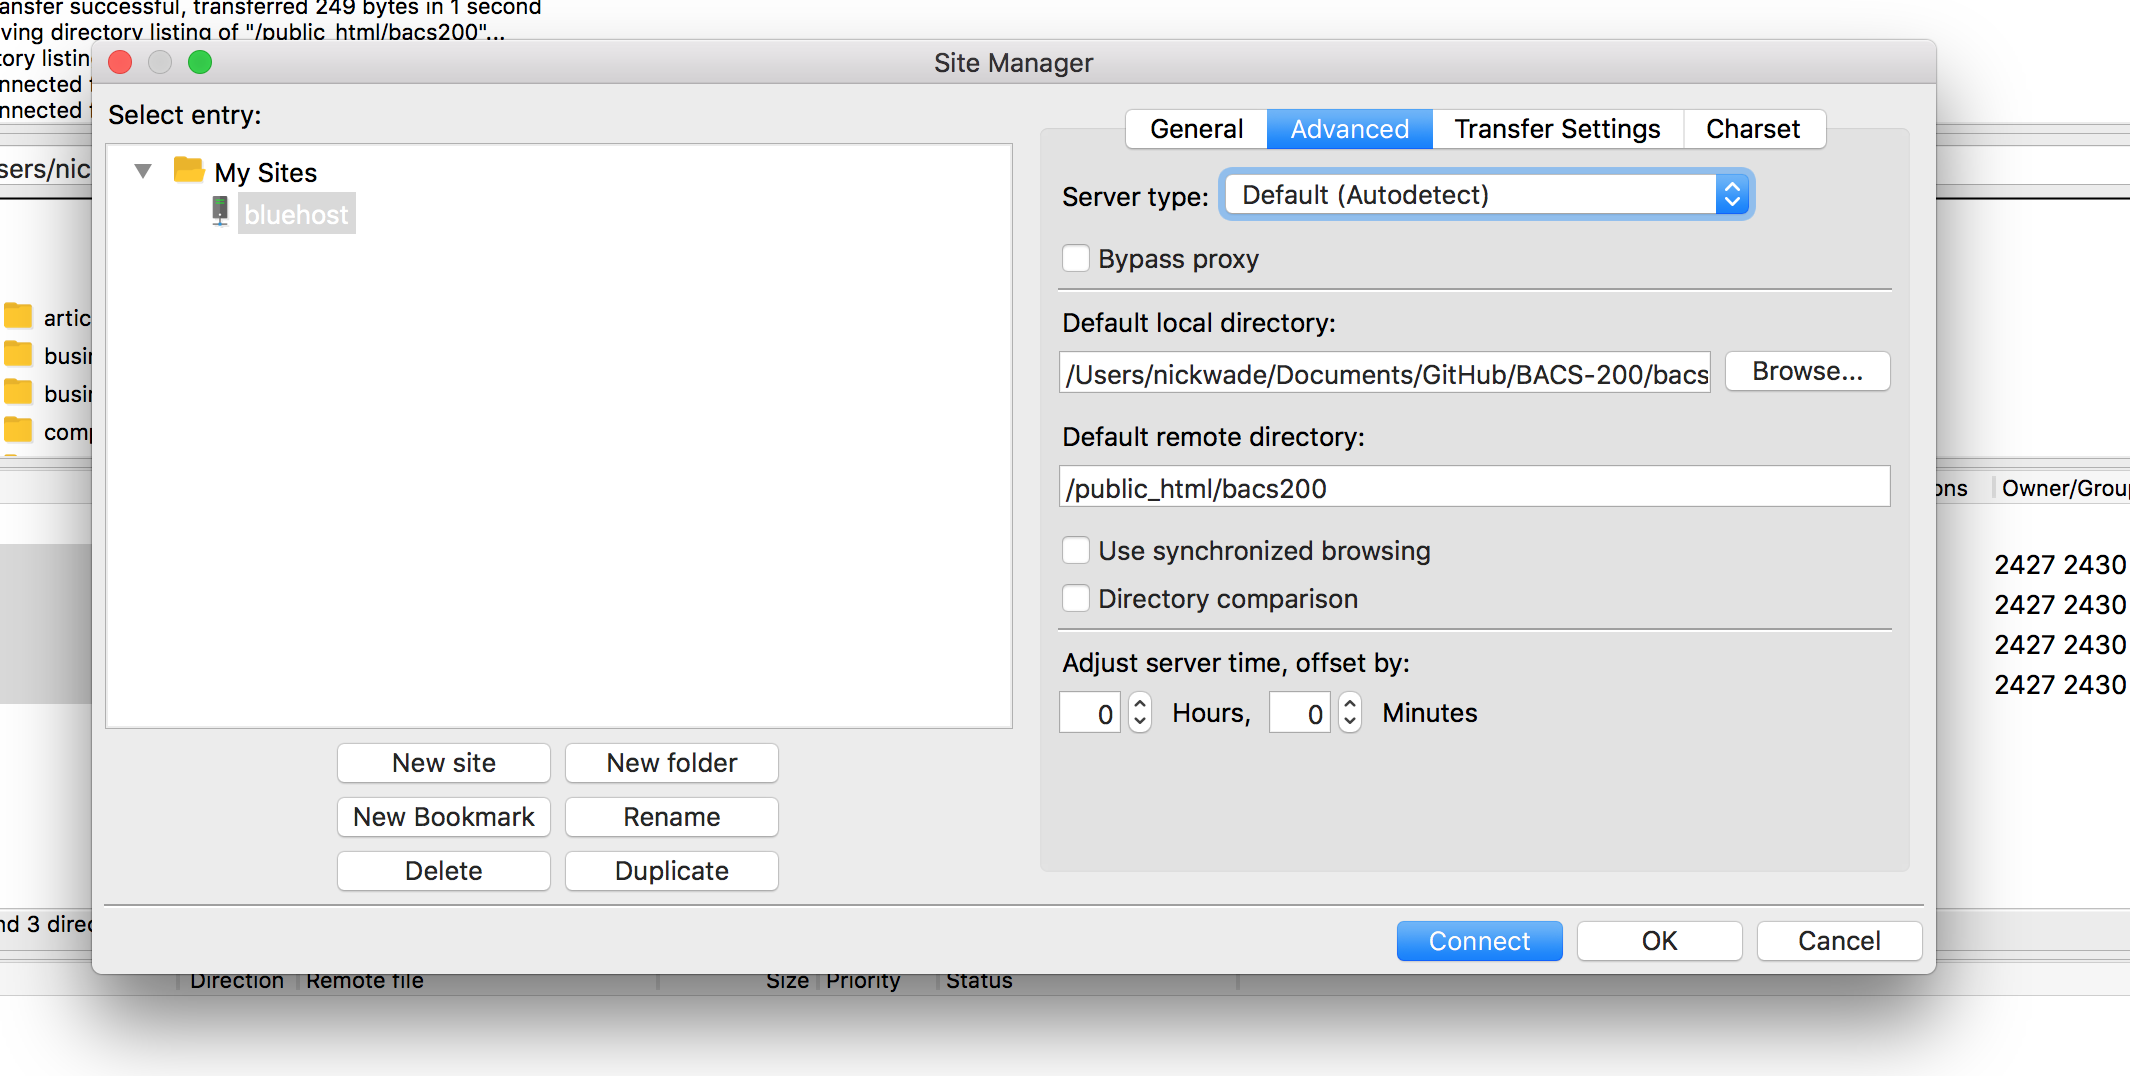 ansfer successful, transferred 249 bytes in 1 second
ving directory listing of "/public_html/bacs200"...
tory listin
nnected
nnected
Site Manager
Select entry:
General Advanced Transfer Settings Charset
sers/nic
My Sites
bluehost
Server type: Default (Autodetect)
Bypass proxy
Default local directory:
/Users/nickwade/Documents/GitHub/BACS-200/bacs Browse...
Default remote directory:
/public_html/bacs200
Use synchronized browsing
Directory comparison
Adjust server time, offset by:
0 Hours, 0 Minutes
artic
busin
busin
comp
ons Owner/Group
2427 2430
2427 2430
2427 2430
2427 2430
New site New folder
New Bookmark Rename
Delete Duplicate
nd 3 direc
Connect OK Cancel
Direction Remote file Size Priority Status